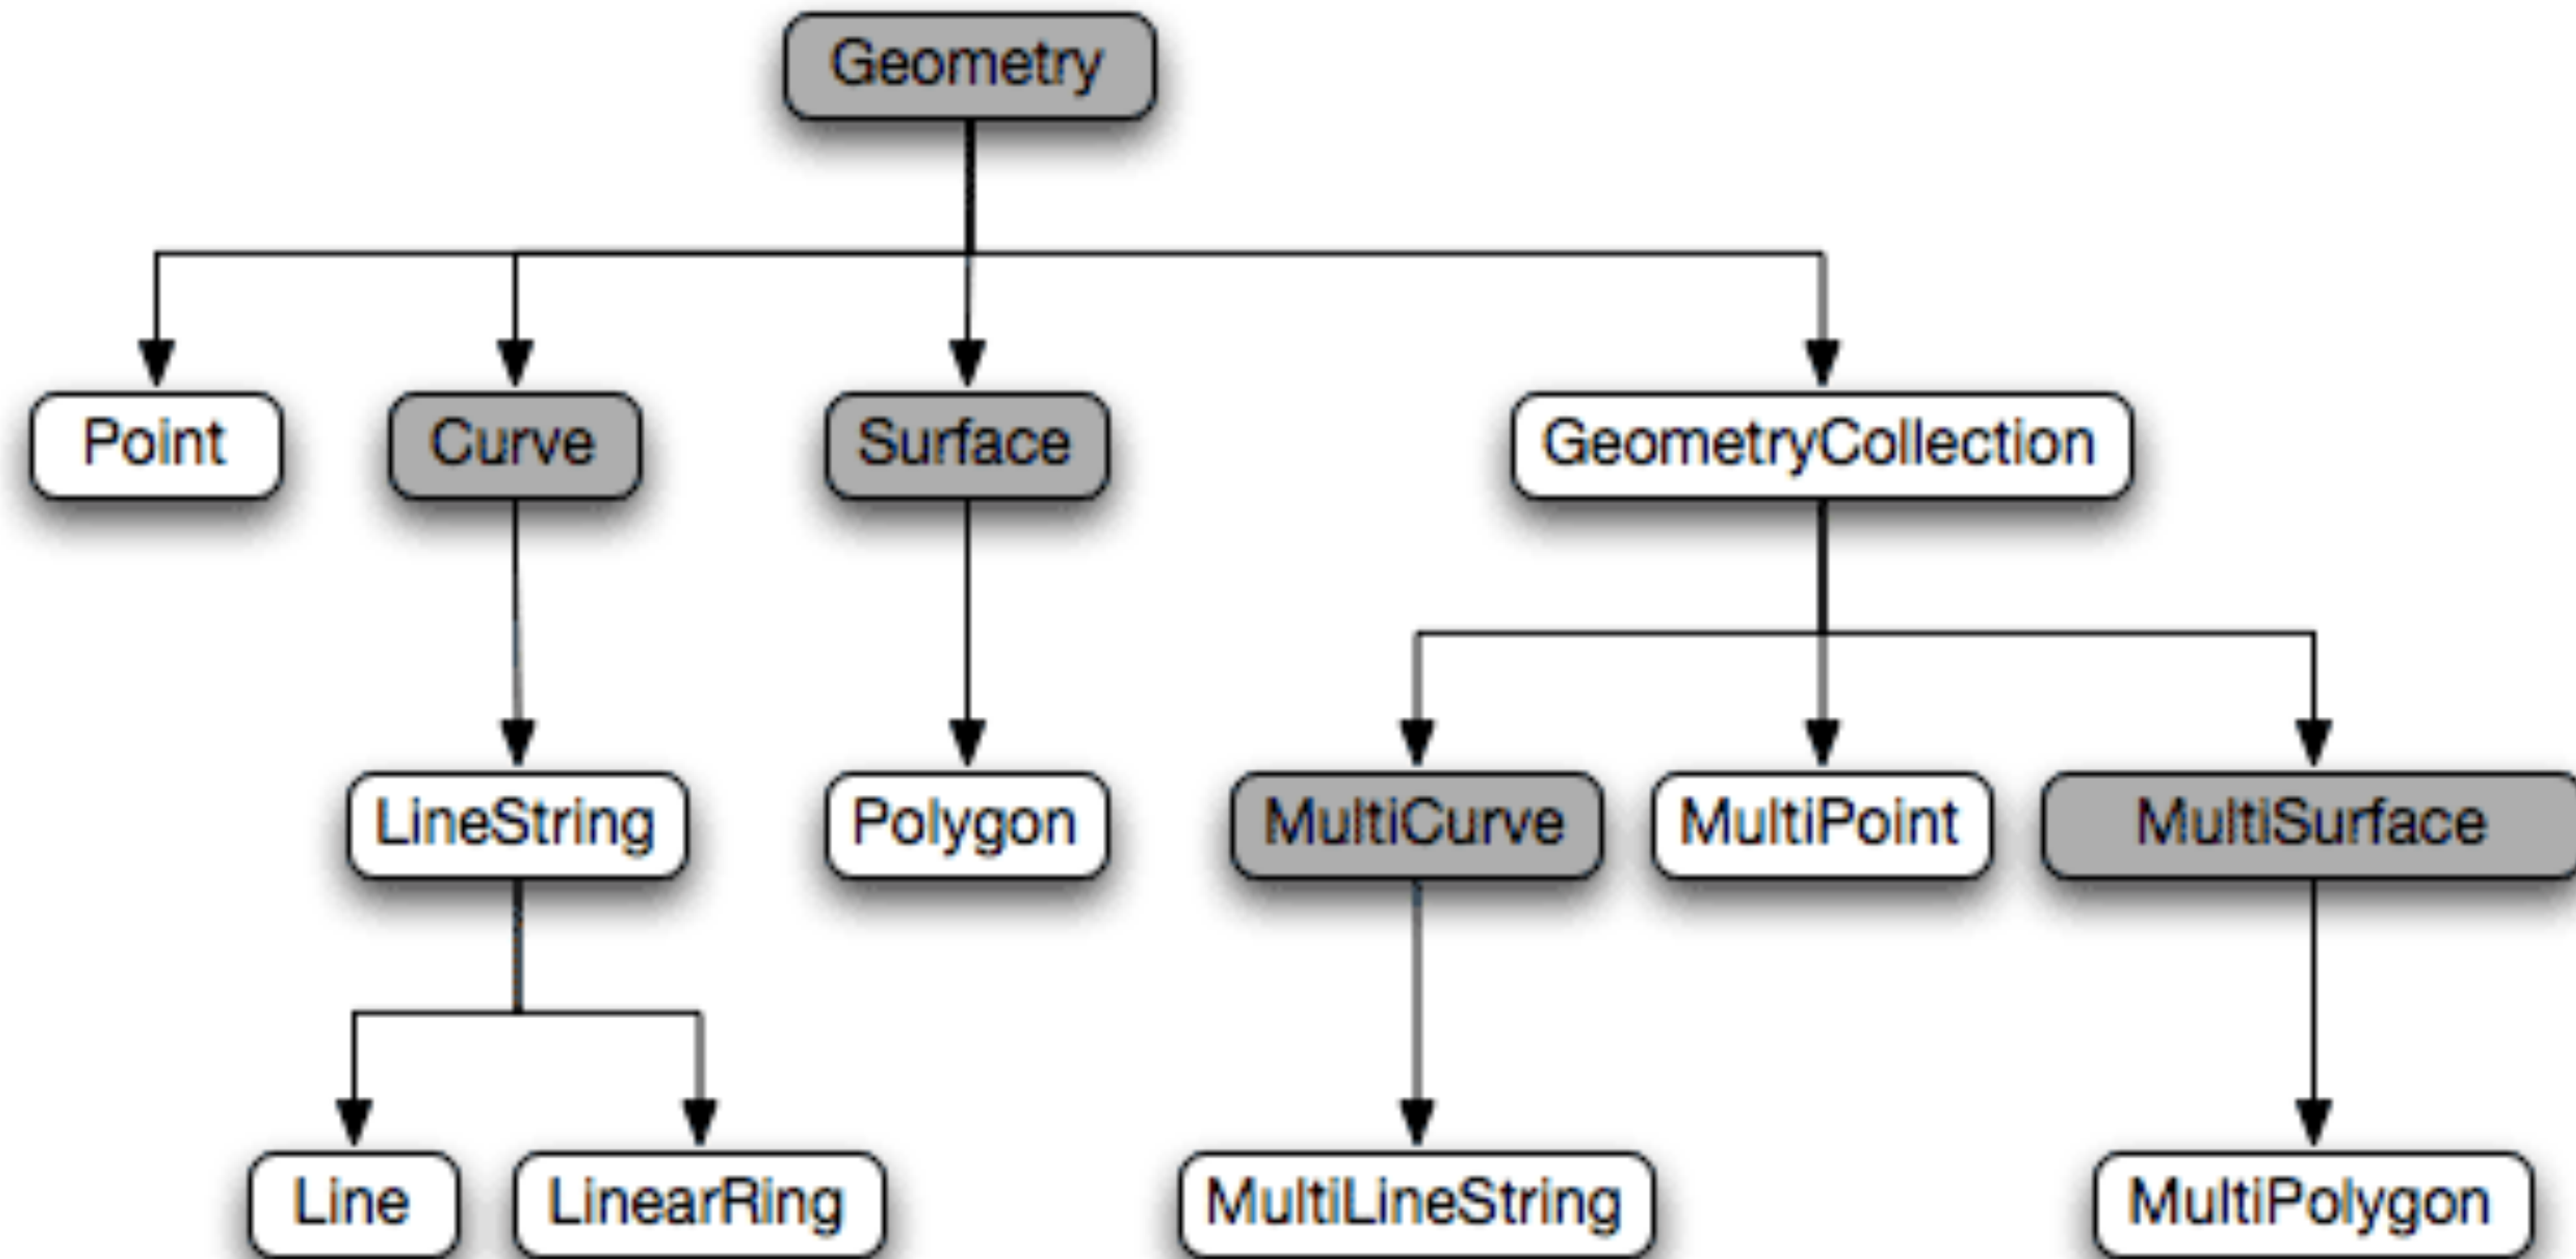 Geometry
Point
Curve
Surface
GeometryCollection
LineString
Polygon
MultiCurve
MultiPoint
MultiSurface
Line
LinearRing
MultiLineString
MultiPolygon